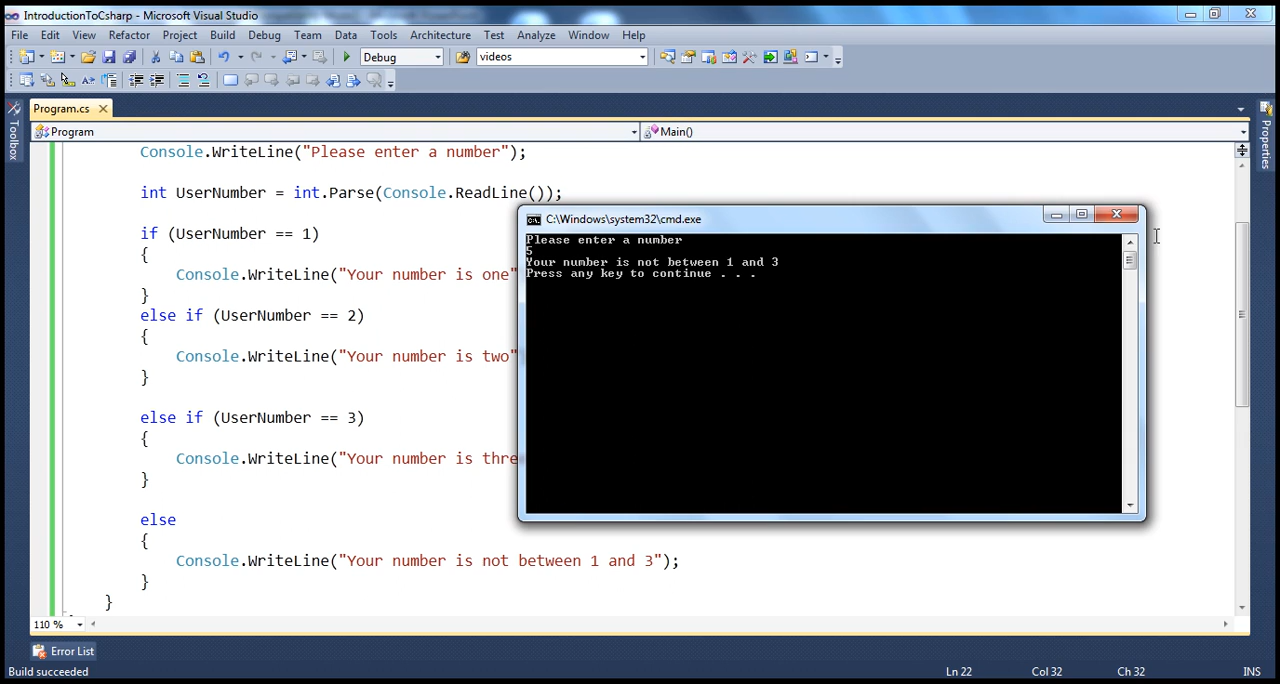 IntroductionToCsharp - Microsoft Visual Studio
File Edit View Refactor Project Build Debug Team Data Tools Architecture Test Analyze Window Help
Debug videos
Program.cs
Toolbox
Properties
Program Main()
Console.WriteLine("Please enter a number");
int UserNumber = int.Parse(Console.ReadLine());
if (UserNumber == 1)
{
Console.WriteLine("Your number is one"
}
else if (UserNumber == 2)
{
Console.WriteLine("Your number is two"
}
else if (UserNumber == 3)
{
Console.WriteLine("Your number is thre
}
else
{
Console.WriteLine("Your number is not between 1 and 3");
}
}
C:\Windows\system32\cmd.exe
Please enter a number
5
Your number is not between 1 and 3
Press any key to continue . . .
110 %
Error List
Build succeeded Ln 22 Col 32 Ch 32 INS